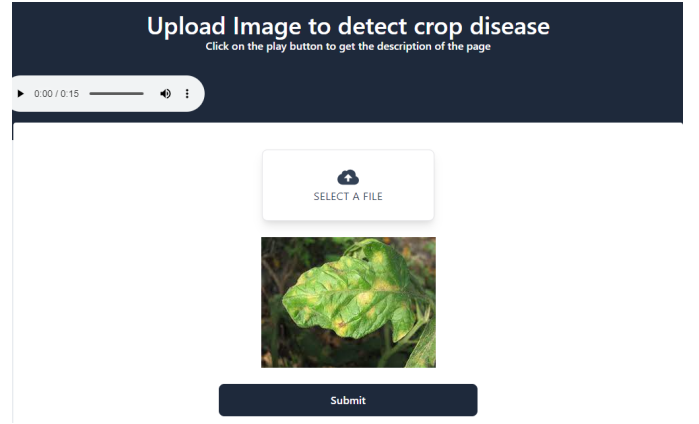 Upload Image to detect crop disease
Click on the play button to get the description of the page
0:00 / 0:15
SELECT A FILE
Submit